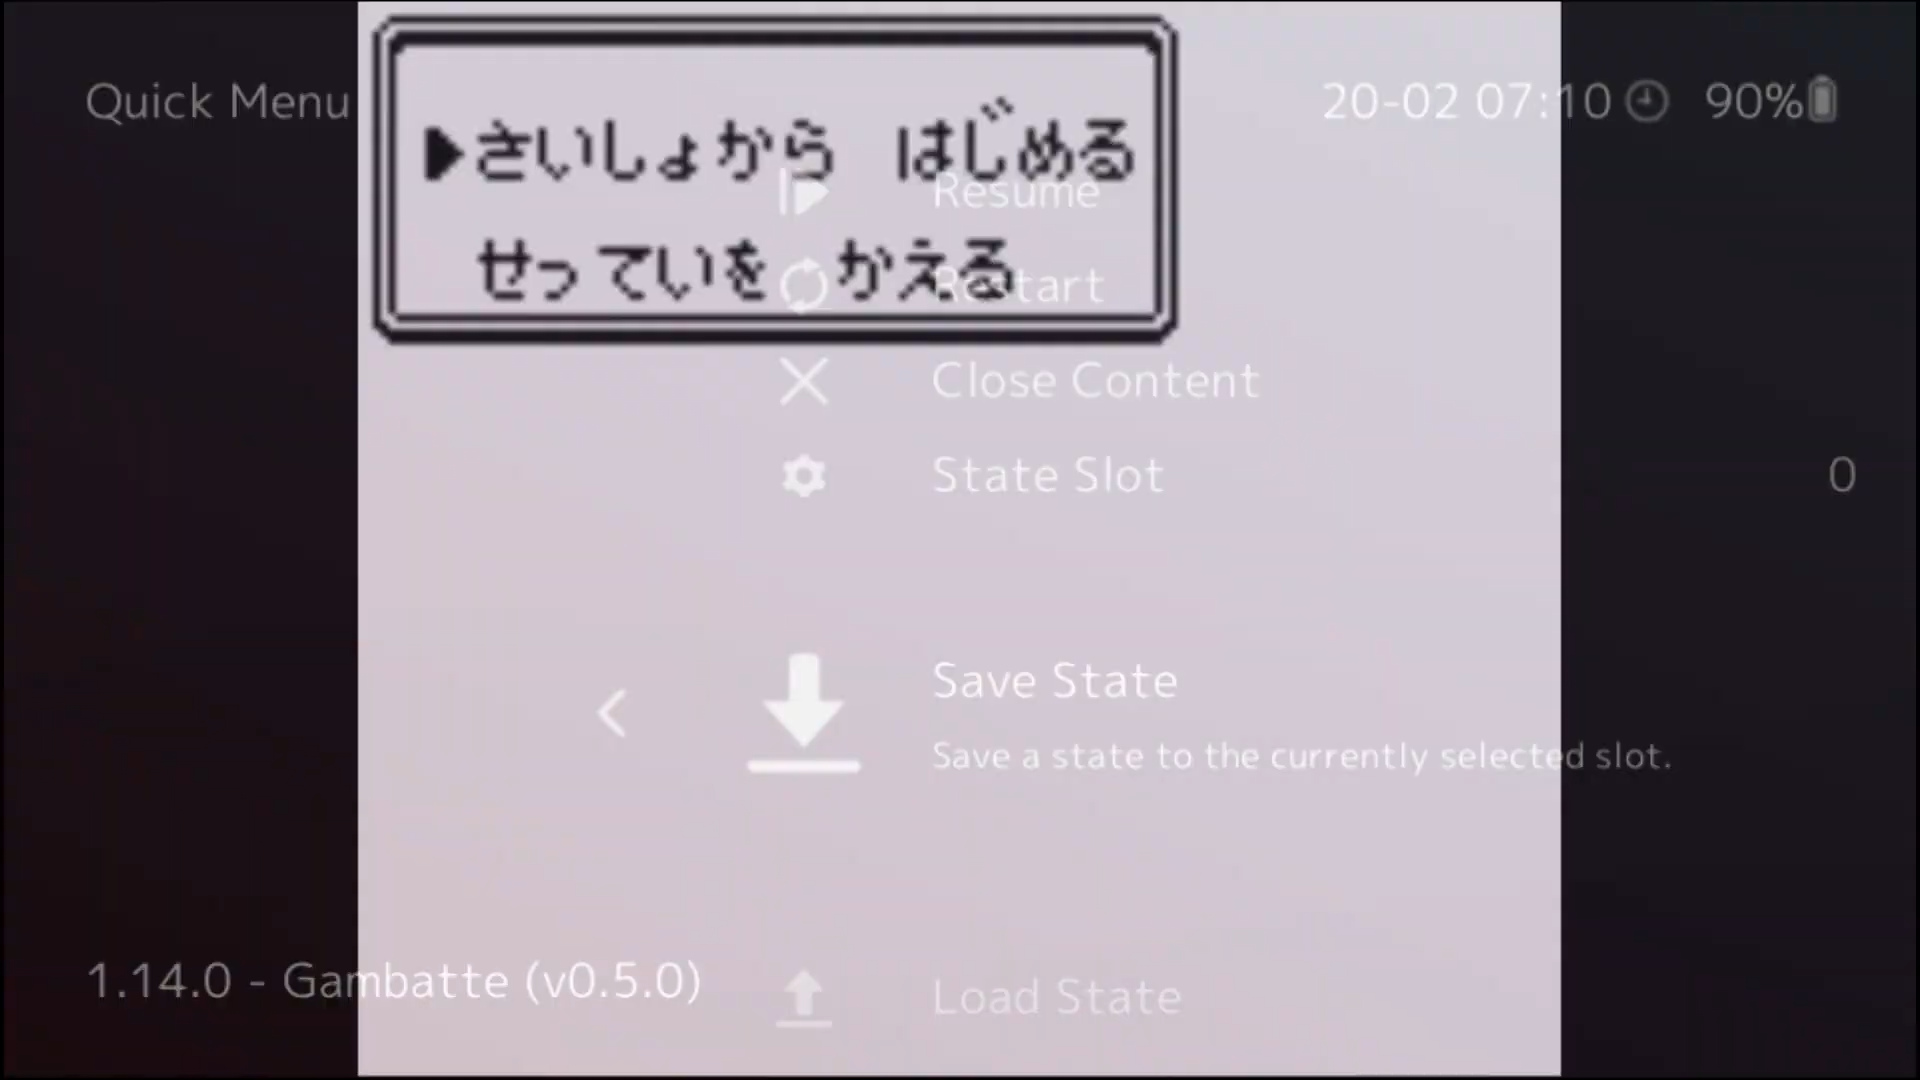 Quick Menu
20-02 07:10 90%
▶さいしょから はじめる
せっていを かえる
Resume
Restart
Close Content
State Slot 0
Save State
Save a state to the currently selected slot.
Load State
1.14.0 - Gambatte (v0.5.0)